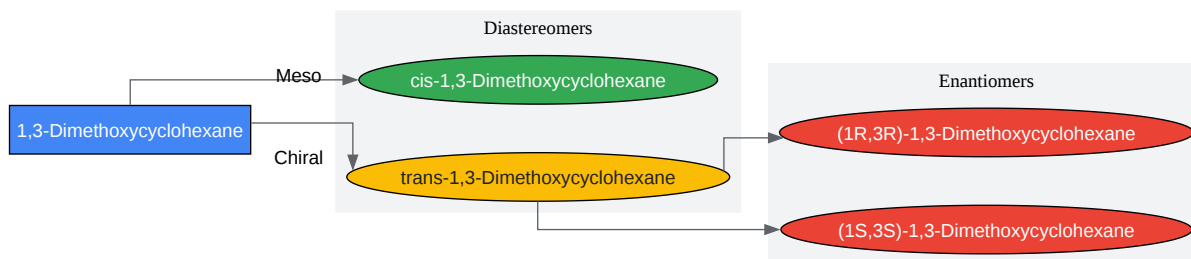 Diastereomers
Meso
cis-1,3-Dimethoxycyclohexane
Enantiomers
1,3-Dimethoxycyclohexane
(1R,3R)-1,3-Dimethoxycyclohexane
Chiral
trans-1,3-Dimethoxycyclohexane
(1S,3S)-1,3-Dimethoxycyclohexane